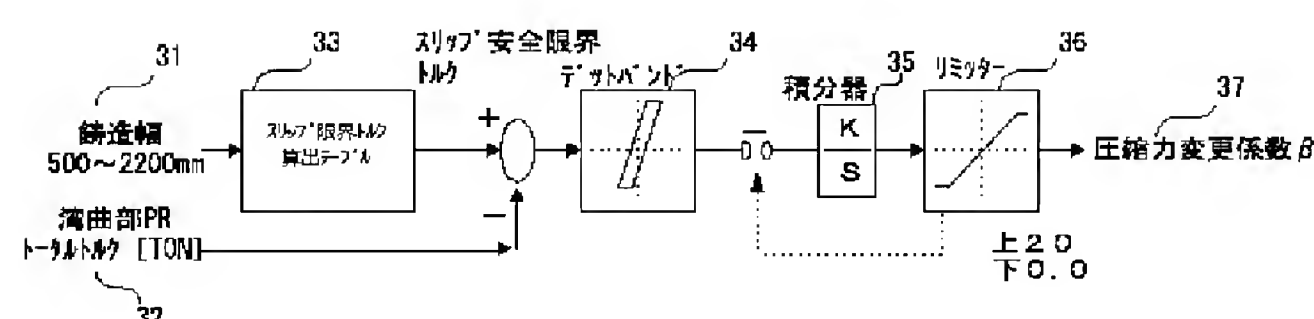 31
33
スリップ安全限界
トルク
34
デットバンド
35
積分器
リミッター
36
37
鋳造幅
500～2200mm
スリップ限界トルク
算出テーブル
+
-
K
S
圧縮力変更係数β
湾曲部PR
トータルトルク [TON]
32
上20
下0.0